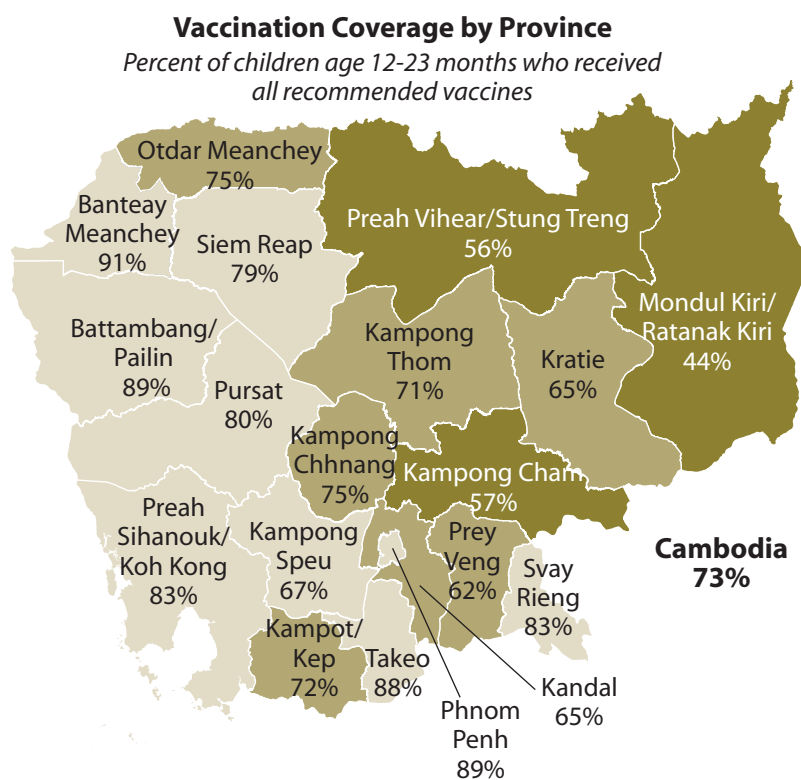 Vaccination Coverage by Province
Percent of children age 12-23 months who received
all recommended vaccines
Otdar Meanchey
75%
Banteay
Meanchey
91%
Siem Reap
79%
Preah Vihear/Stung Treng
56%
Mondul Kiri/
Ratanak Kiri
44%
Battambang/
Pailin
89%
Pursat
80%
Kampong
Thom
71%
Kratie
65%
Kampong
Chhnang
75%
Kampong Cham
57%
Preah
Sihanouk/
Koh Kong
83%
Kampong
Speu
67%
Prey
Veng
62%
Svay
Rieng
83%
Cambodia
73%
Kampot/
Kep
72%
Takeo
88%
Phnom
Penh
89%
Kandal
65%